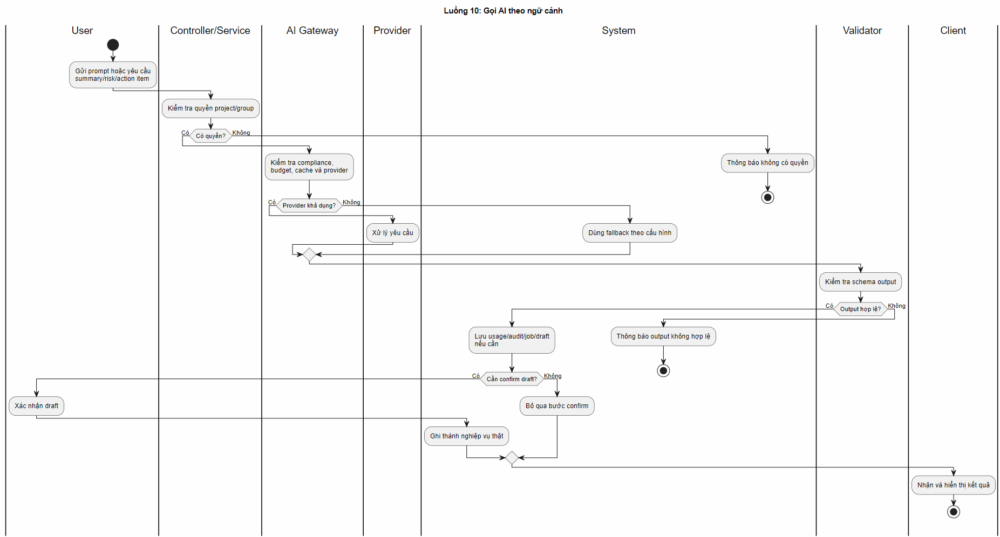 Luồng 10: Gọi AI theo ngữ cảnh
User
Controller/Service
AI Gateway
Provider
System
Validator
Client
Gửi prompt hoặc yêu cầu
summary/risk/action item
Kiểm tra quyền project/group
Có
Có quyền?
Không
Kiểm tra compliance,
budget, cache và provider
Thông báo không có quyền
Có
Provider khả dụng?
Không
Xử lý yêu cầu
Dùng fallback theo cấu hình
Kiểm tra schema output
Có
Output hợp lệ?
Không
Lưu usage/audit/job/draft
nếu cần
Thông báo output không hợp lệ
Có
Cần confirm draft?
Không
Xác nhận draft
Bỏ qua bước confirm
Ghi thành nghiệp vụ thật
Nhận và hiển thị kết quả